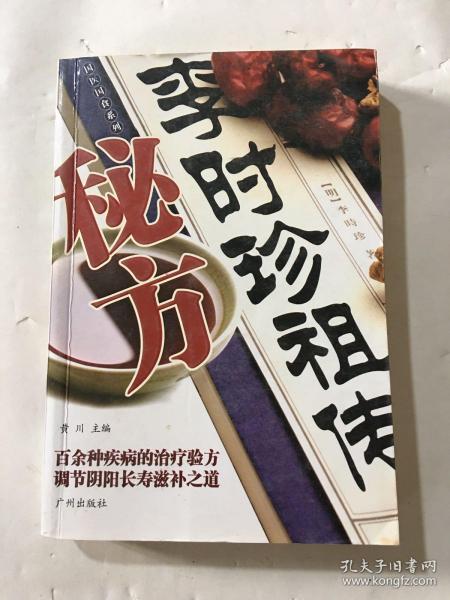 国医国食系列
李时珍祖传
秘方
【明】李時珍 著
黄川 主编
百余种疾病的治疗验方
调节阴阳长寿滋补之道
广州出版社
孔夫子旧书网
www.kongfz.com